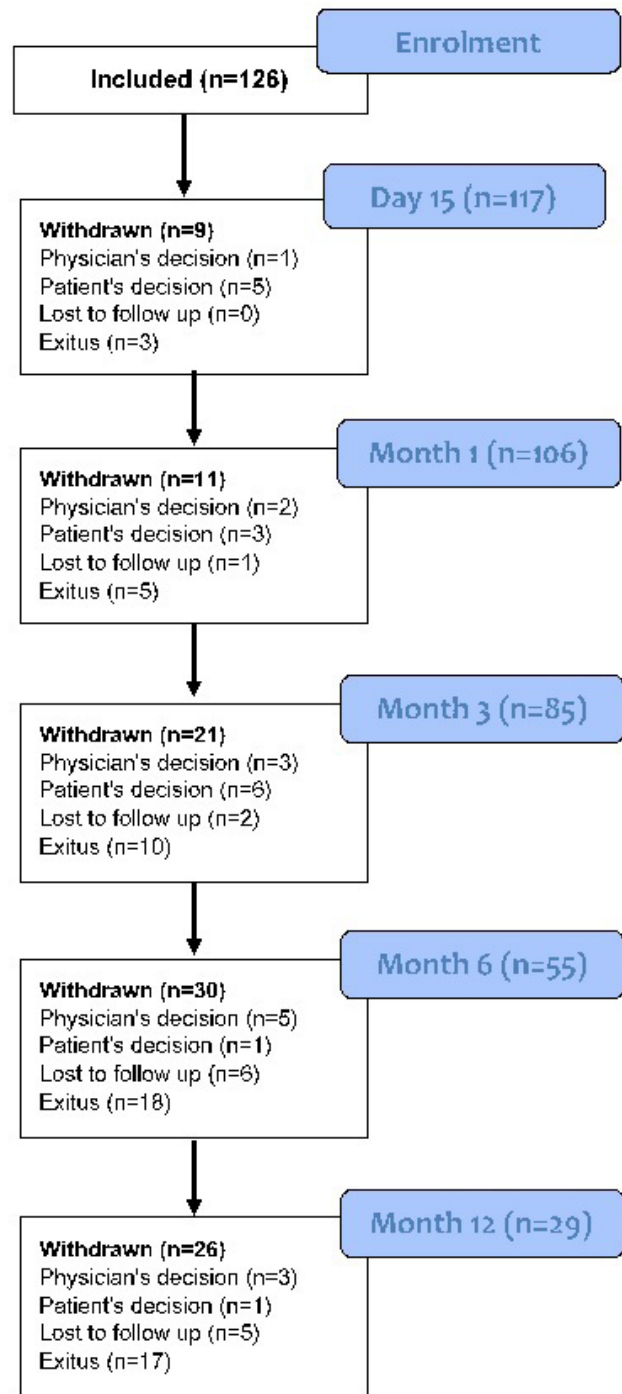 Enrolment
Included (n=126)
Day 15 (n=117)
Withdrawn (n=9)
Physician's decision (n=1)
Patient's decision (n=5)
Lost to follow up (n=0)
Exitus (n=3)
Month 1 (n=106)
Withdrawn (n=11)
Physician's decision (n=2)
Patient's decision (n=3)
Lost to follow up (n=1)
Exitus (n=5)
Month 3 (n=85)
Withdrawn (n=21)
Physician's decision (n=3)
Patient's decision (n=6)
Lost to follow up (n=2)
Exitus (n=10)
Month 6 (n=55)
Withdrawn (n=30)
Physician's decision (n=5)
Patient's decision (n=1)
Lost to follow up (n=6)
Exitus (n=18)
Month 12 (n=29)
Withdrawn (n=26)
Physician's decision (n=3)
Patient's decision (n=1)
Lost to follow up (n=5)
Exitus (n=17)